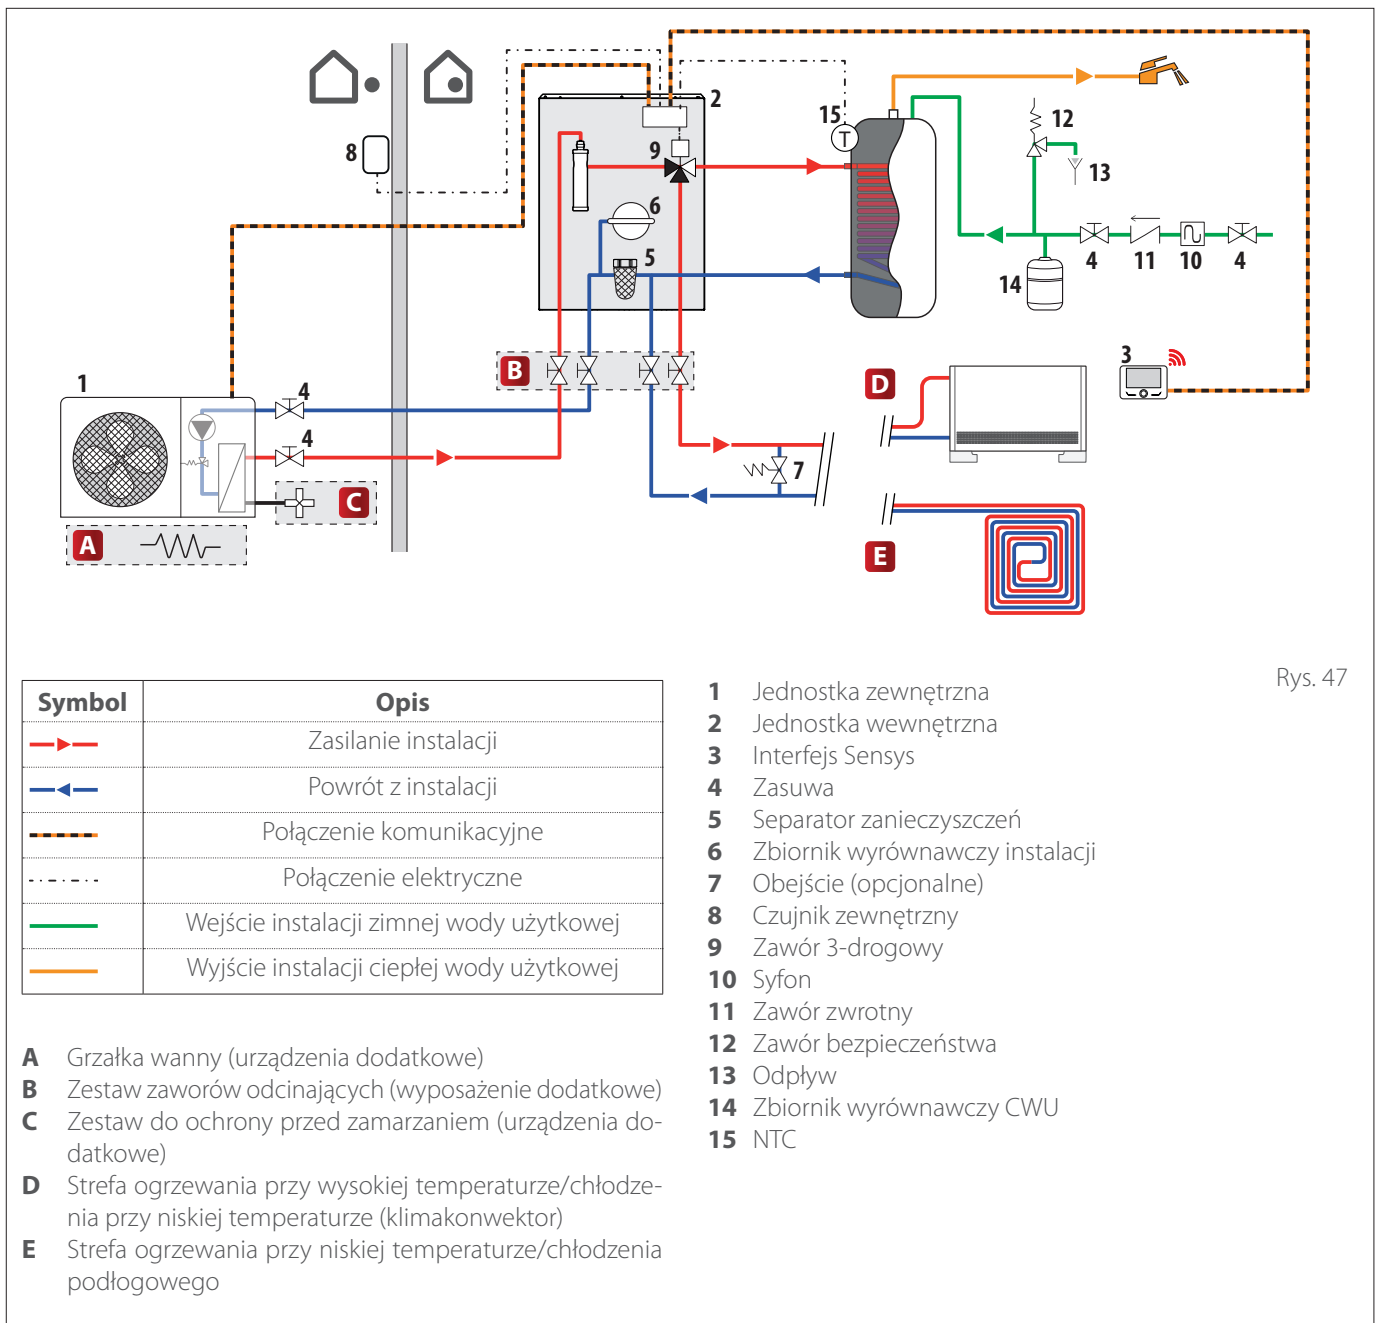 2
15
T
12
8
9
13
6
5
4
11
10
4
14
3
B
D
1
4
4
7
C
A
E
Rys. 47
Symbol Opis
Zasilanie instalacji
Powrót z instalacji
Połączenie komunikacyjne
Połączenie elektryczne
Wejście instalacji zimnej wody użytkowej
Wyjście instalacji ciepłej wody użytkowej
A Grzałka wanny (urządzenia dodatkowe)
B Zestaw zaworów odcinających (wyposażenie dodatkowe)
C Zestaw do ochrony przed zamarzaniem (urządzenia do-
datkowe)
D Strefa ogrzewania przy wysokiej temperaturze/chłodze-
nia przy niskiej temperaturze (klimakonwektor)
E Strefa ogrzewania przy niskiej temperaturze/chłodzenia
podłogowego
1 Jednostka zewnętrzna
2 Jednostka wewnętrzna
3 Interfejs Sensys
4 Zasuwa
5 Separator zanieczyszczeń
6 Zbiornik wyrównawczy instalacji
7 Obejście (opcjonalne)
8 Czujnik zewnętrzny
9 Zawór 3-drogowy
10 Syfon
11 Zawór zwrotny
12 Zawór bezpieczeństwa
13 Odpływ
14 Zbiornik wyrównawczy CWU
15 NTC